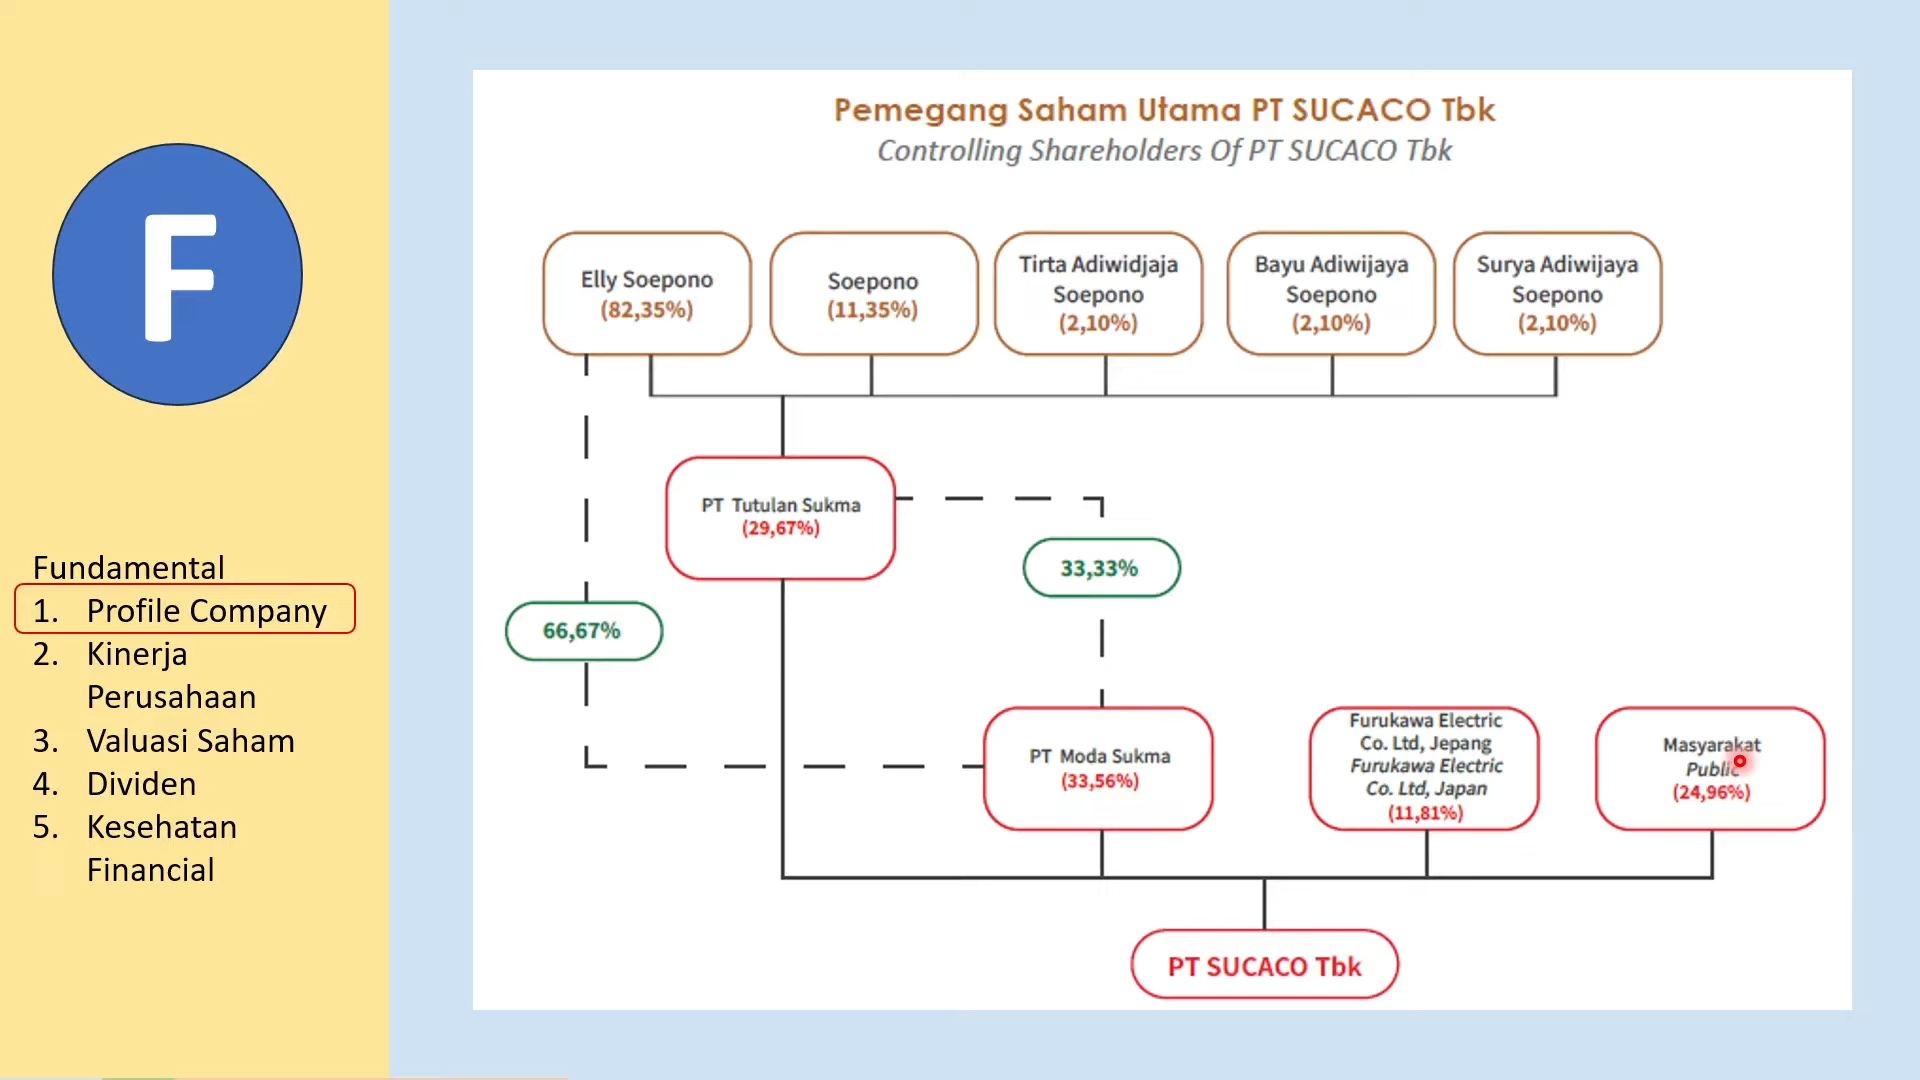 F
Fundamental
1. Profile Company
2. Kinerja
Perusahaan
3. Valuasi Saham
4. Dividen
5. Kesehatan
Financial
Pemegang Saham Utama PT SUCACO Tbk
Controlling Shareholders Of PT SUCACO Tbk
Elly Soepono
(82,35%)
Soepono
(11,35%)
Tirta Adiwidjaja
Soepono
(2,10%)
Bayu Adiwijaya
Soepono
(2,10%)
Surya Adiwijaya
Soepono
(2,10%)
PT Tutulan Sukma
(29,67%)
33,33%
66,67%
PT Moda Sukma
(33,56%)
Furukawa Electric
Co. Ltd, Jepang
Furukawa Electric
Co. Ltd, Japan
(11,81%)
Masyarakat
Public
(24,96%)
PT SUCACO Tbk